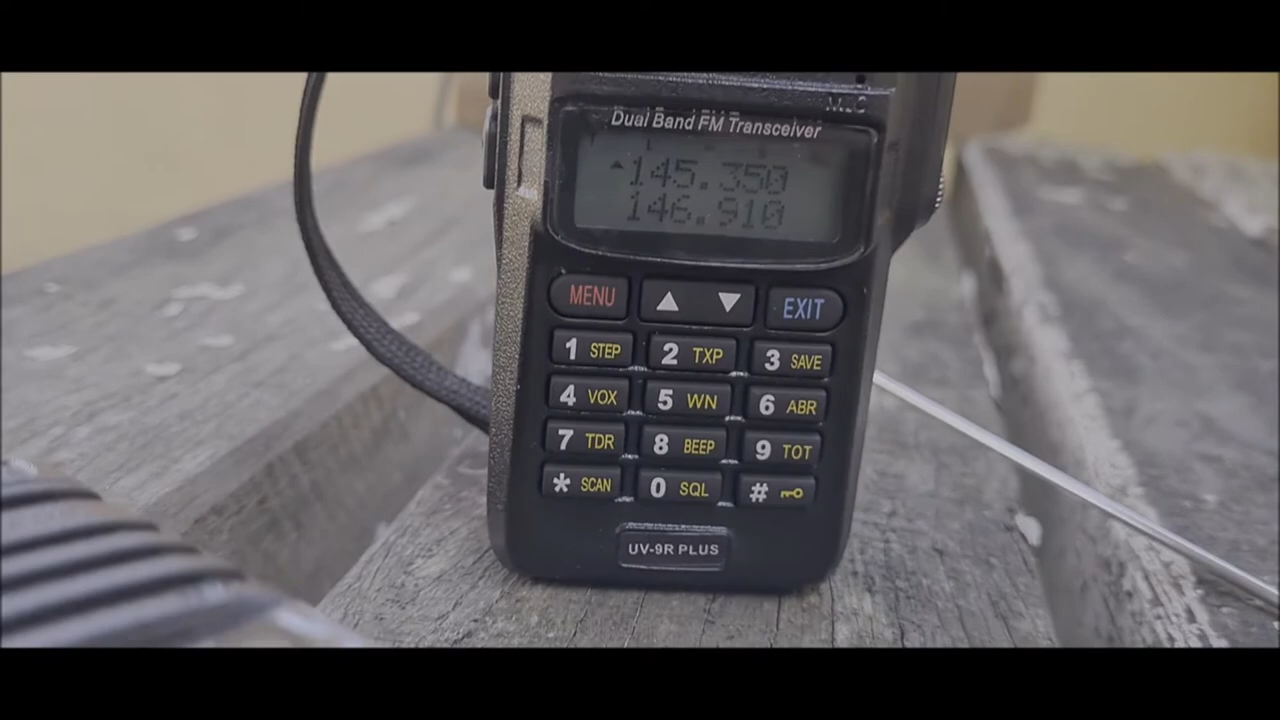 Dual Band FM Transceiver
145.350
146.910
MENU ▲ ▼ EXIT
1 STEP 2 TXP 3 SAVE
4 VOX 5 WN 6 ABR
7 TDR 8 BEEP 9 TOT
* SCAN 0 SQL #
UV-9R PLUS